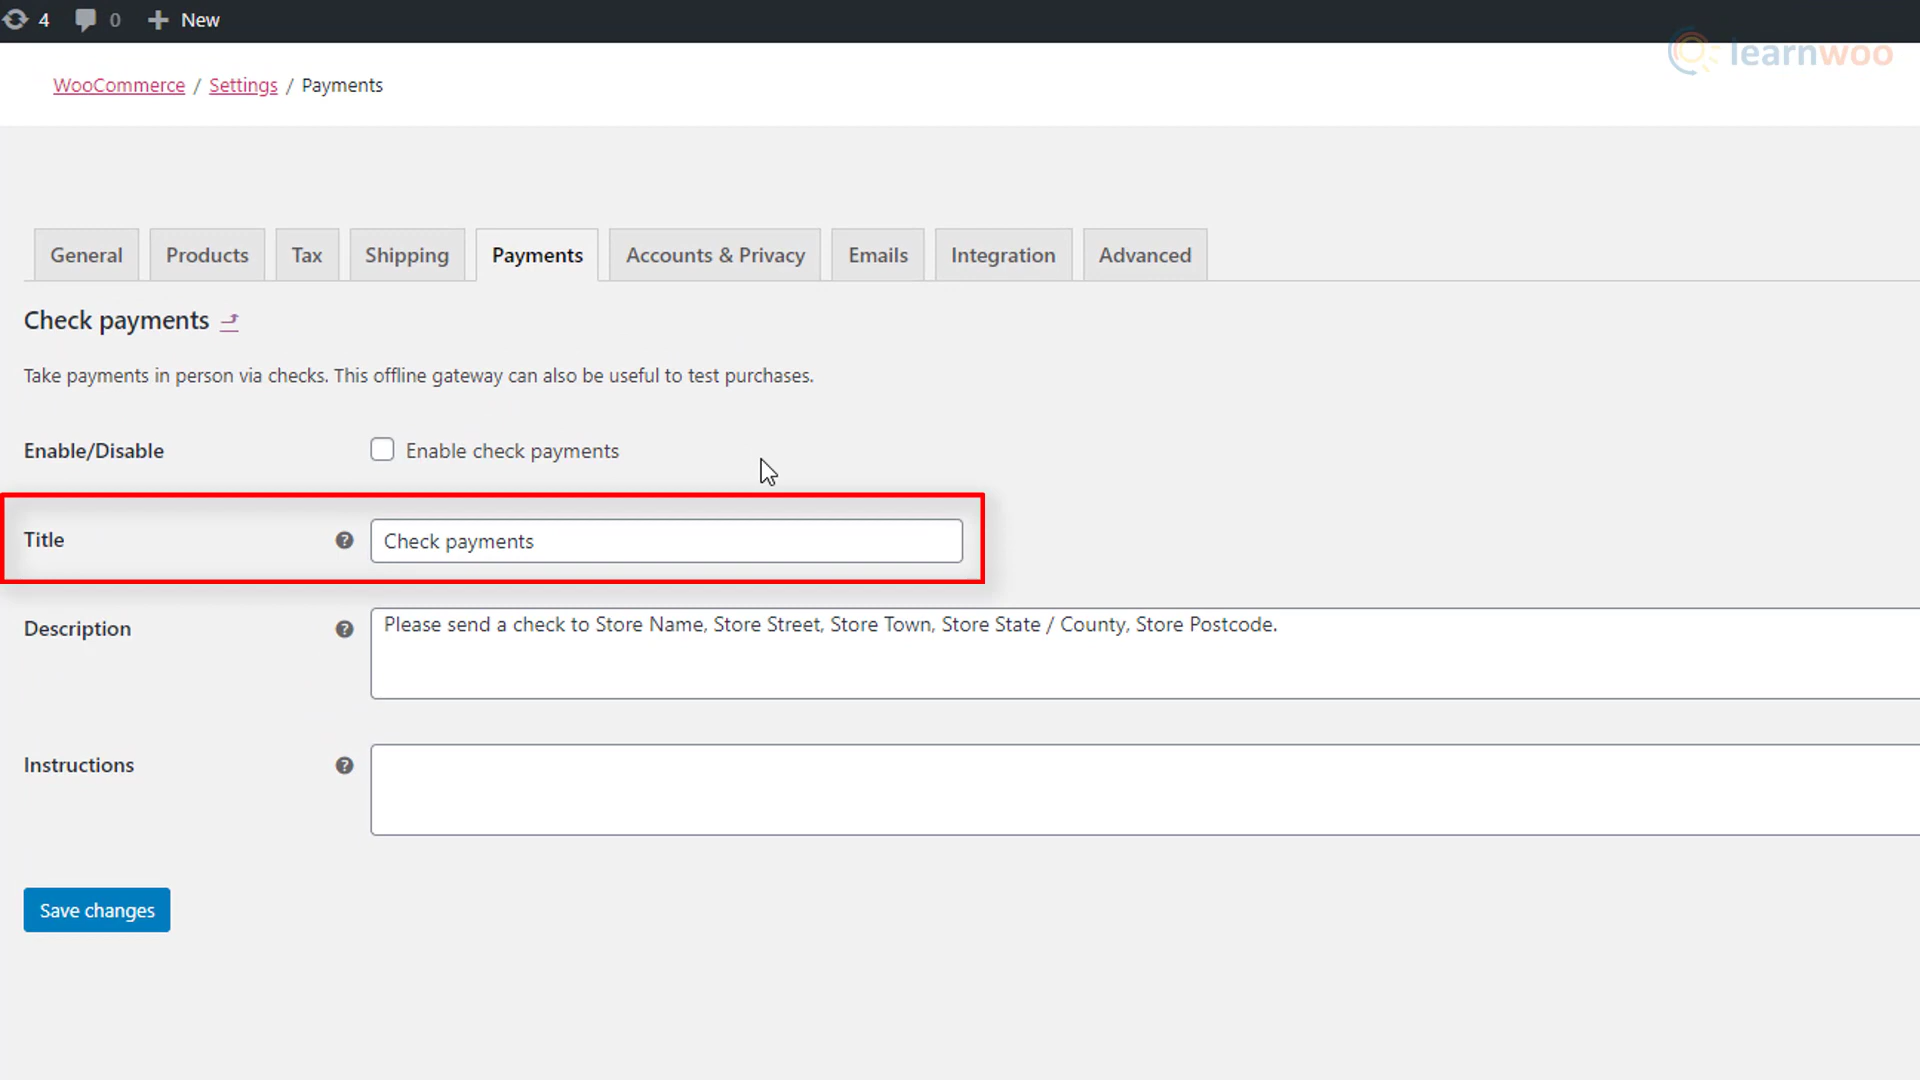 4 0 New
learnwoo
WooCommerce / Settings / Payments
General Products Tax Shipping Payments Accounts & Privacy Emails Integration Advanced
Check payments
Take payments in person via checks. This offline gateway can also be useful to test purchases.
Enable/Disable Enable check payments
Title ? Check payments
Description ? Please send a check to Store Name, Store Street, Store Town, Store State / County, Store Postcode.
Instructions ?
Save changes